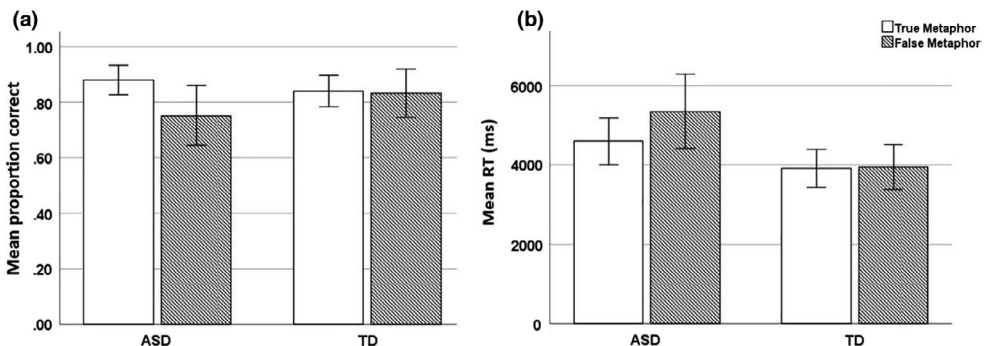 (a)
Mean proportion correct
1.00
.80
.60
.40
.20
.00
ASD
TD
(b)
True Metaphor
False Metaphor
Mean RT (ms)
6000
4000
2000
0
ASD
TD